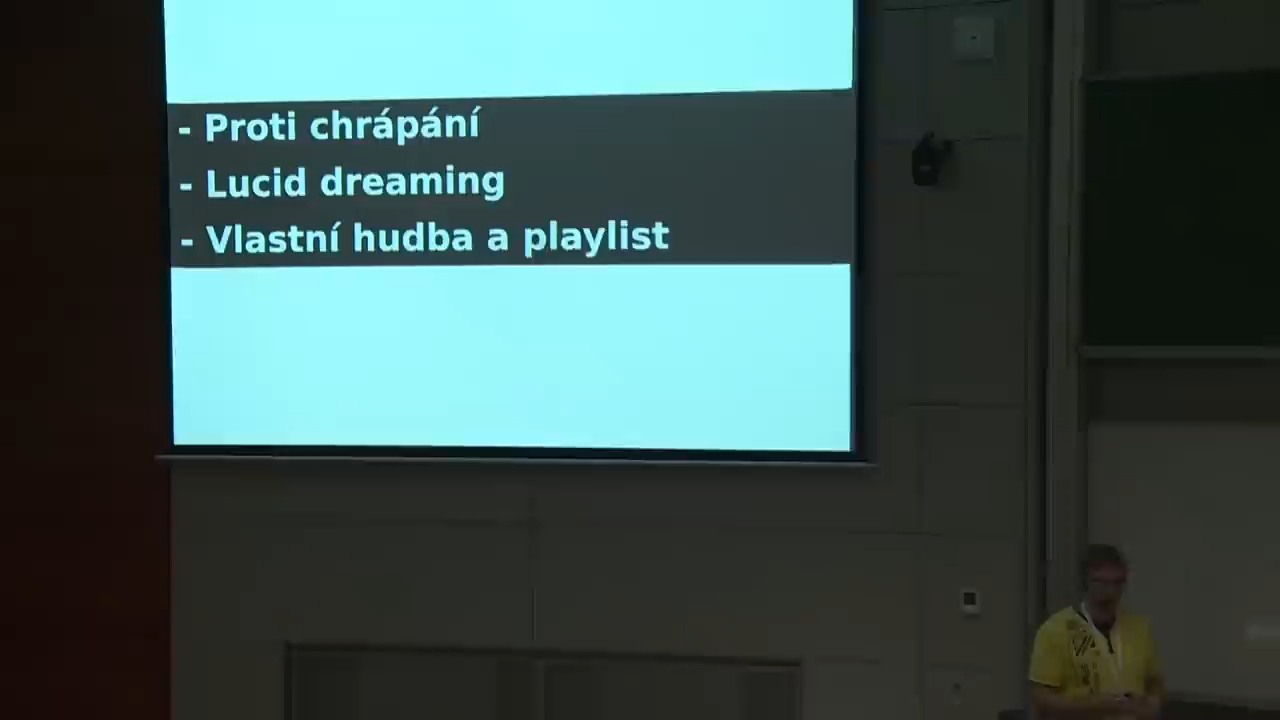 - Proti chrápání
- Lucid dreaming
- Vlastní hudba a playlist